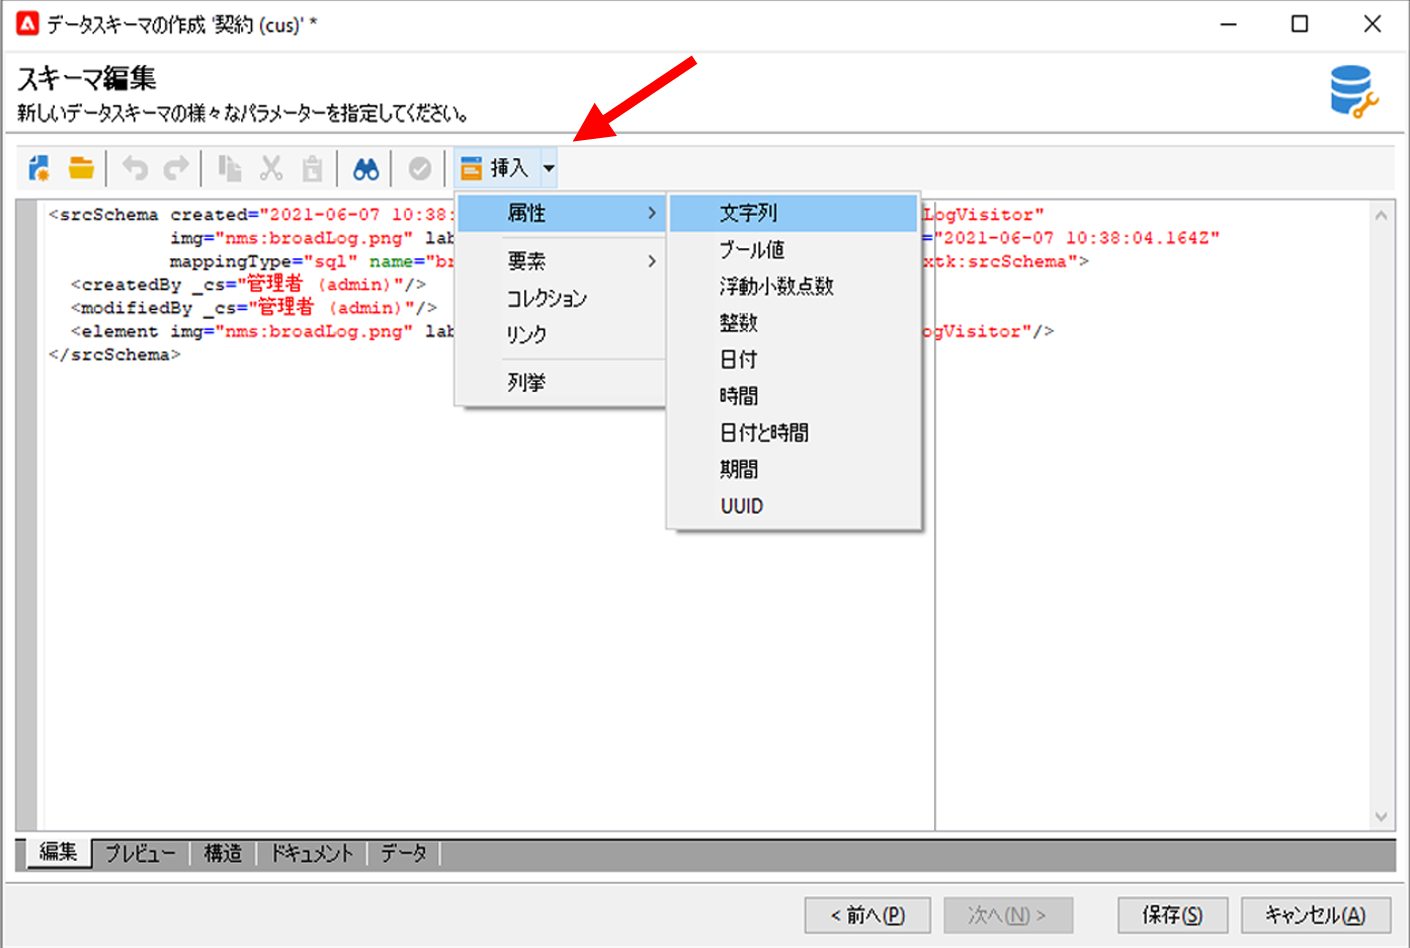 データスキーマの作成 '契約 (cus)' *
スキーマ編集
新しいデータスキーマの様々なパラメーターを指定してください。
挿入
<srcSchema created="2021-06-07 10:38: LogVisitor"
img="nms:broadLog.png" lab ="2021-06-07 10:38:04.164Z"
mappingType="sql" name="br xtk:srcSchema">
<createdBy _cs="管理者 (admin)"/>
<modifiedBy _cs="管理者 (admin)"/>
<element img="nms:broadLog.png" lab ogVisitor"/>
</srcSchema>
属性
要素
コレクション
リンク
列挙
文字列
ブール値
浮動小数点数
整数
日付
時間
日付と時間
期間
UUID
編集 プレビュー 構造 ドキュメント データ
< 前へ(P) 次へ(N) > 保存(S) キャンセル(A)